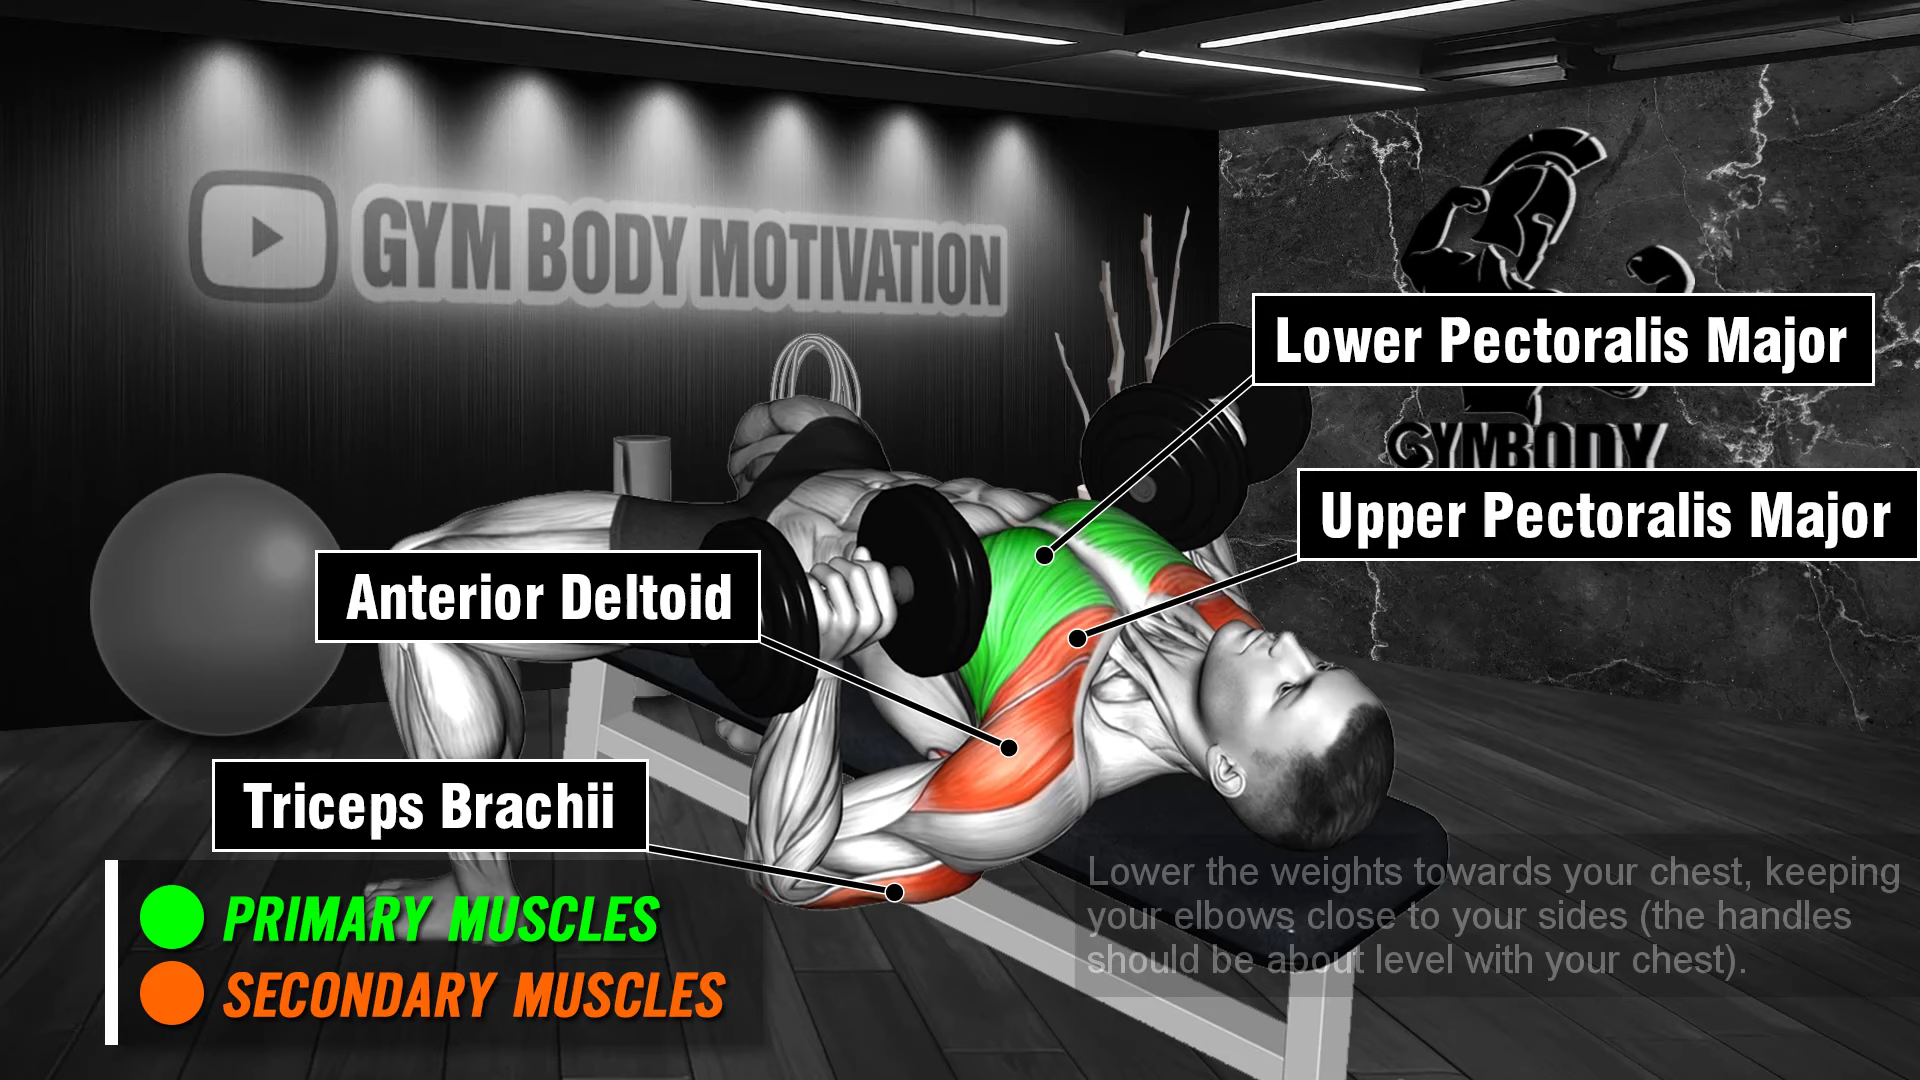 GYM BODY MOTIVATION
Lower Pectoralis Major
GYMBODY
Upper Pectoralis Major
Anterior Deltoid
Triceps Brachii
PRIMARY MUSCLES
SECONDARY MUSCLES
Lower the weights towards your chest, keeping
your elbows close to your sides (the handles
should be about level with your chest).